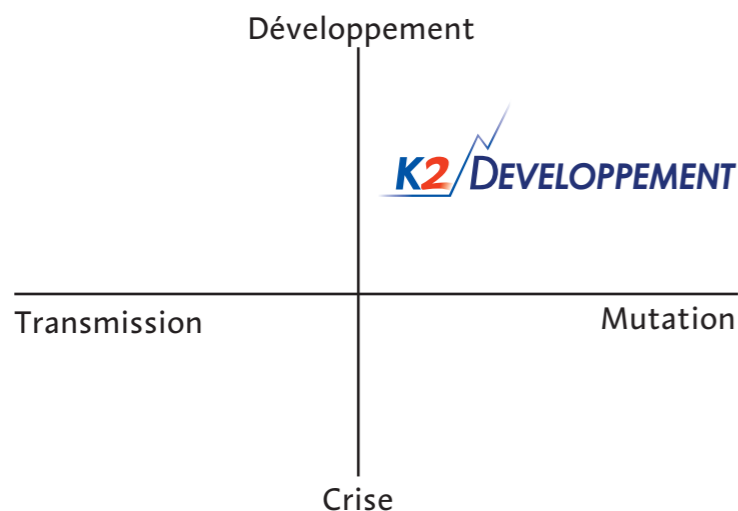 Développement
K2 DEVELOPPEMENT
Transmission
Mutation
Crise